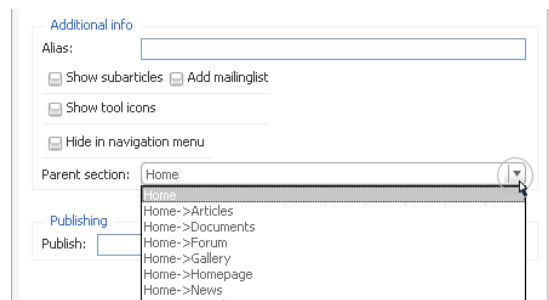 Additional info
Alias:
Show subarticles Add mailinglist
Show tool icons
Hide in navigation menu
Parent section: Home
Home
Home->Articles
Publishing Home->Documents
Publish: Home->Forum
Home->Gallery
Home->Homepage
Home->News